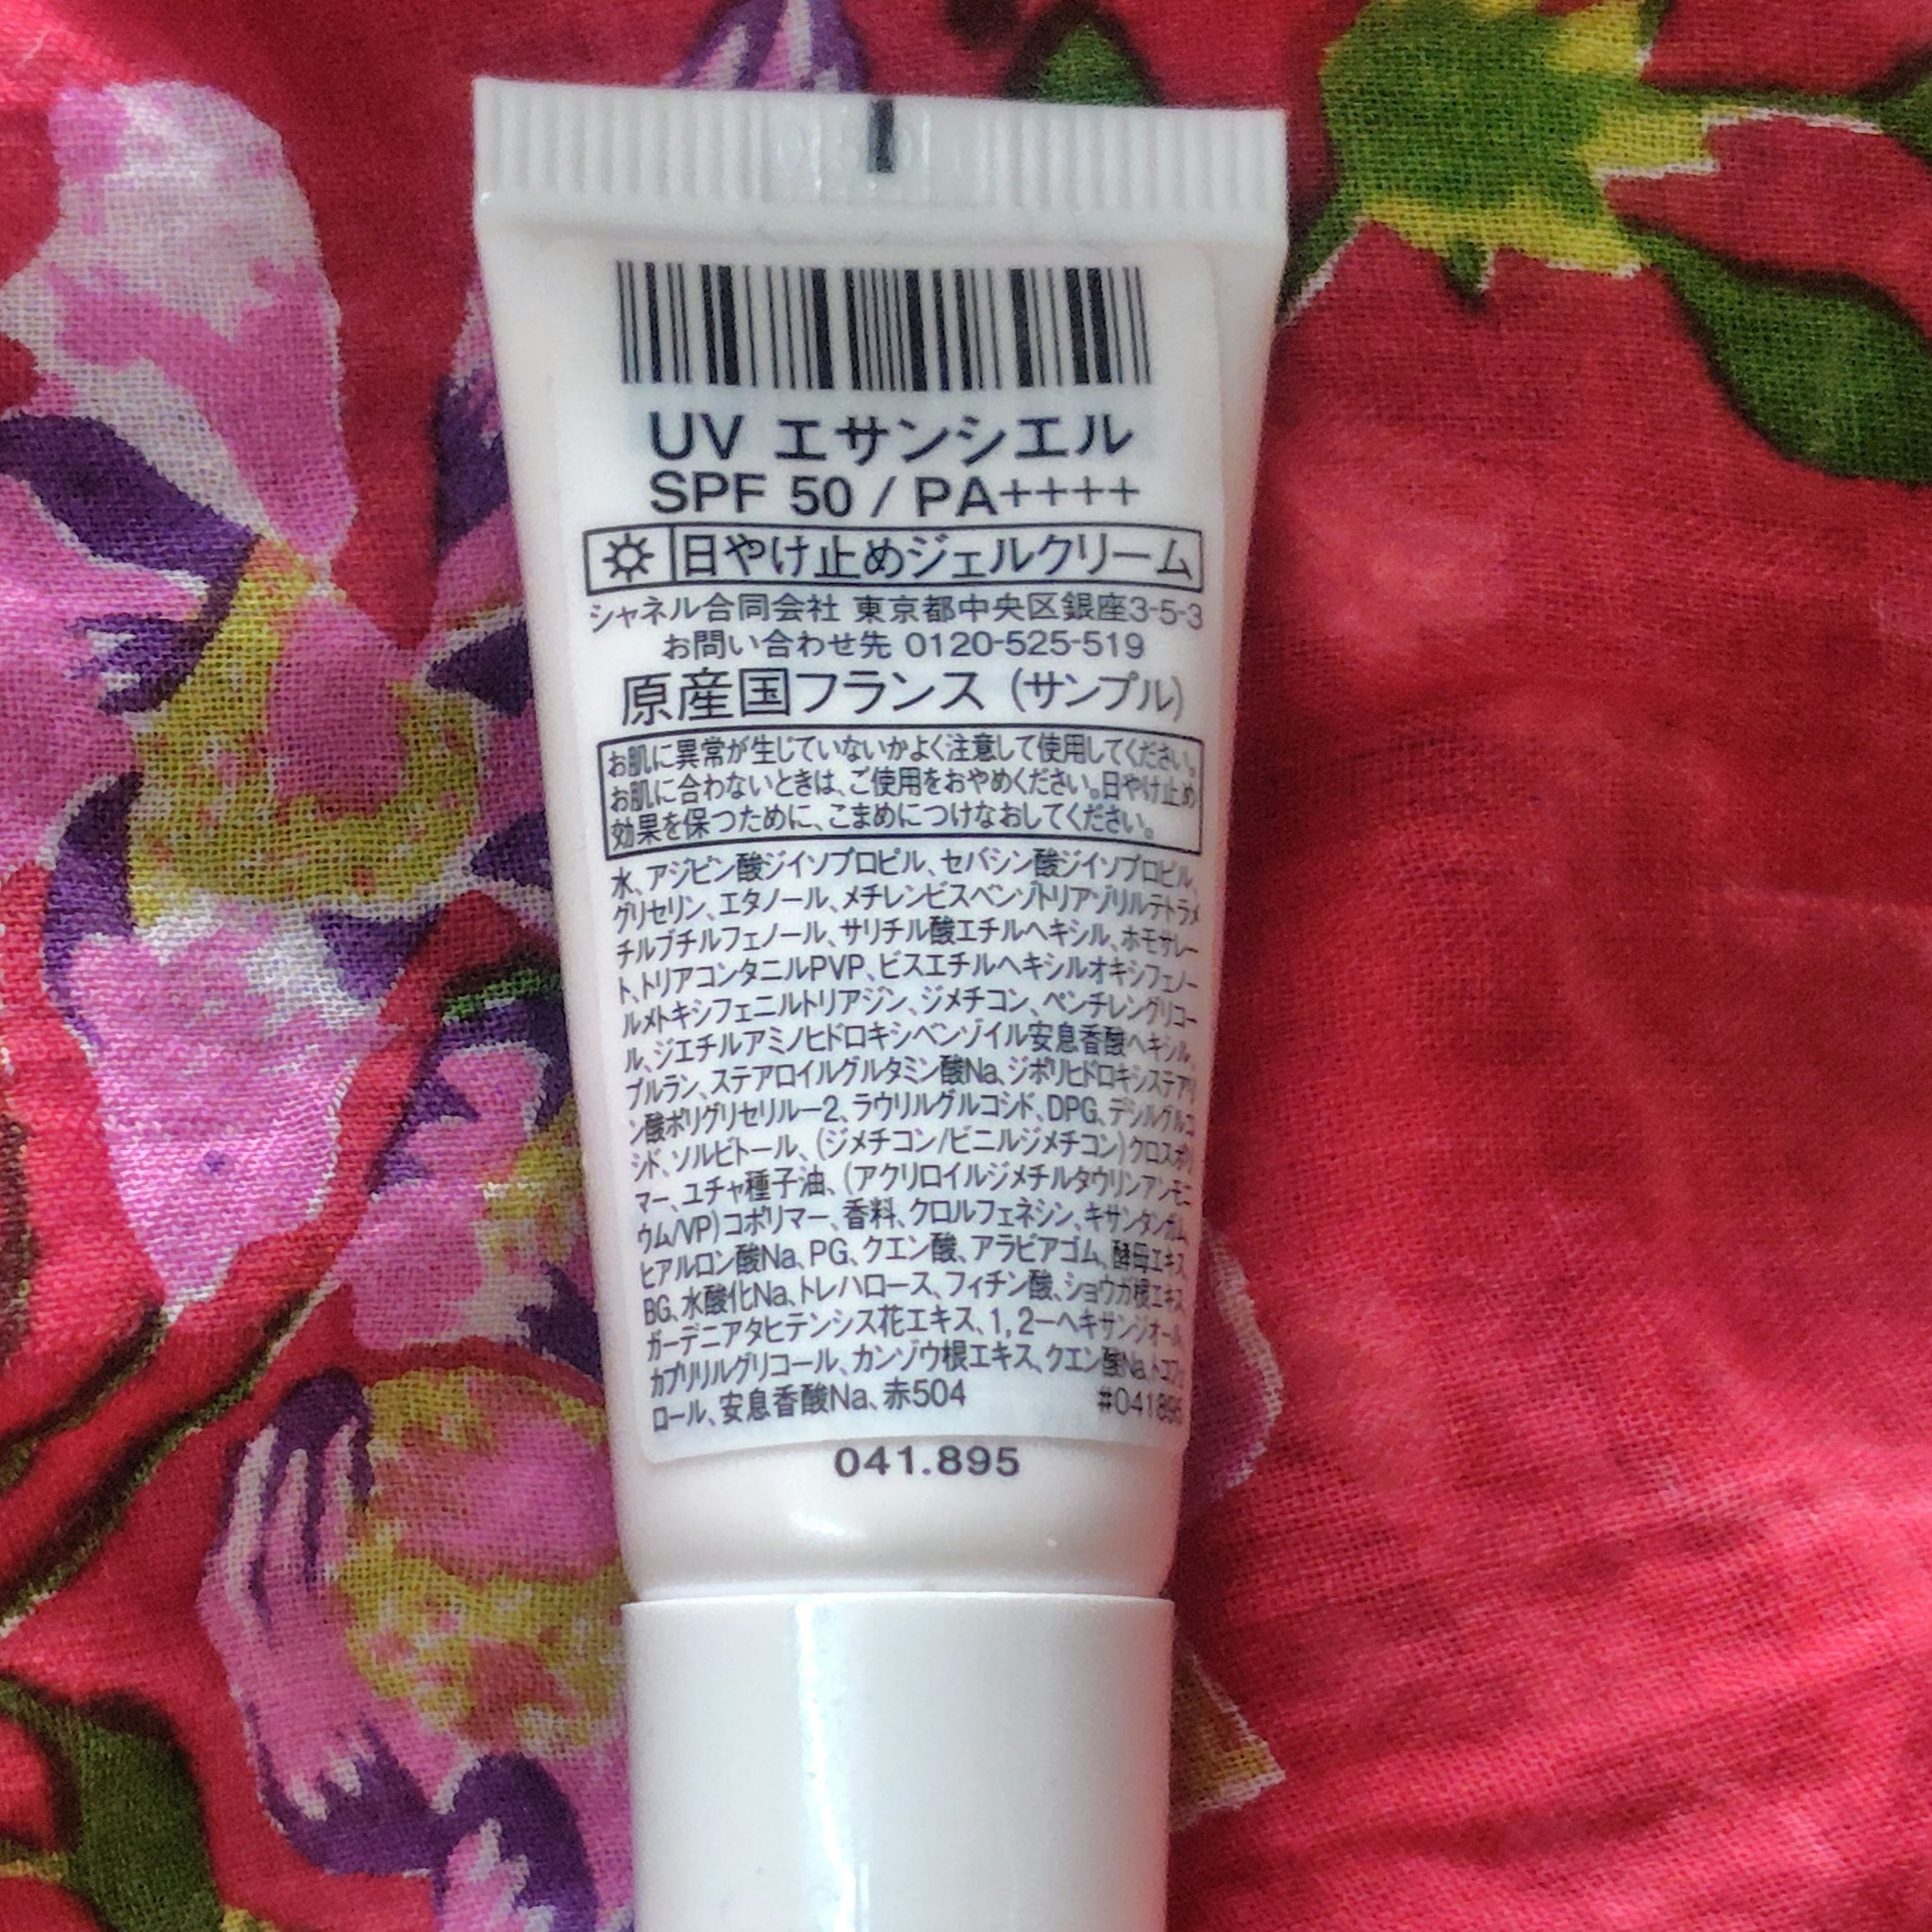 UV エサンシエル
SPF 50 / PA++++
日やけ止めジェルクリーム
シャネル合同会社 東京都中央区銀座3-5-3
お問い合わせ先 0120-525-519
原産国フランス（サンプル）
お肌に異常が生じていないかよく注意して使用してください。
お肌に合わないときは、ご使用をおやめください。日やけ止め
効果を保つために、こまめにつけなおしてください。
水、アジピン酸ジイソプロピル、セバシン酸ジイソプロピル、
グリセリン、エタノール、メチレンビスベンゾトリアゾリルテトラメ
チルブチルフェノール、サリチル酸エチルヘキシル、ホモサレー
ト、トリアコンタニルPVP、ビスエチルヘキシルオキシフェノー
ルメトキシフェニルトリアジン、ジメチコン、ペンチレングリコー
ル、ジエチルアミノヒドロキシベンゾイル安息香酸ヘキシル、
プルラン、ステアロイルグルタミン酸Na、ジポリヒドロキシステアリ
ン酸ポリグリセリルー2、ラウリルグルコシド、DPG、デシルグルコ
シド、ソルビトール、（ジメチコン/ビニルジメチコン）クロスポリ
マー、ユチャ種子油、（アクリロイルジメチルタウリンアンモニ
ウム/VP）コポリマー、香料、クロルフェネシン、キサンタンガム、
ヒアルロン酸Na、PG、クエン酸、アラビアゴム、酵母エキス
BG、水酸化Na、トレハロース、フィチン酸、ショウガ根エキス
ガーデニアタヒテンシス花エキス、1, 2ーヘキサンジオール、
カプリリルグリコール、カンゾウ根エキス、クエン酸Na、トコフェ
ロール、安息香酸Na、赤504 #041895
041.895